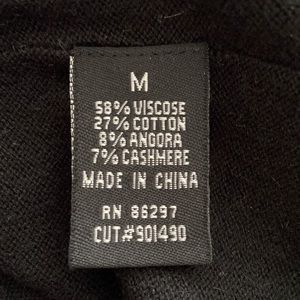 M
58% VISCOSE
27% COTTON
8% ANGORA
7% CASHMERE
MADE IN CHINA
RN 86297
CUT#901490